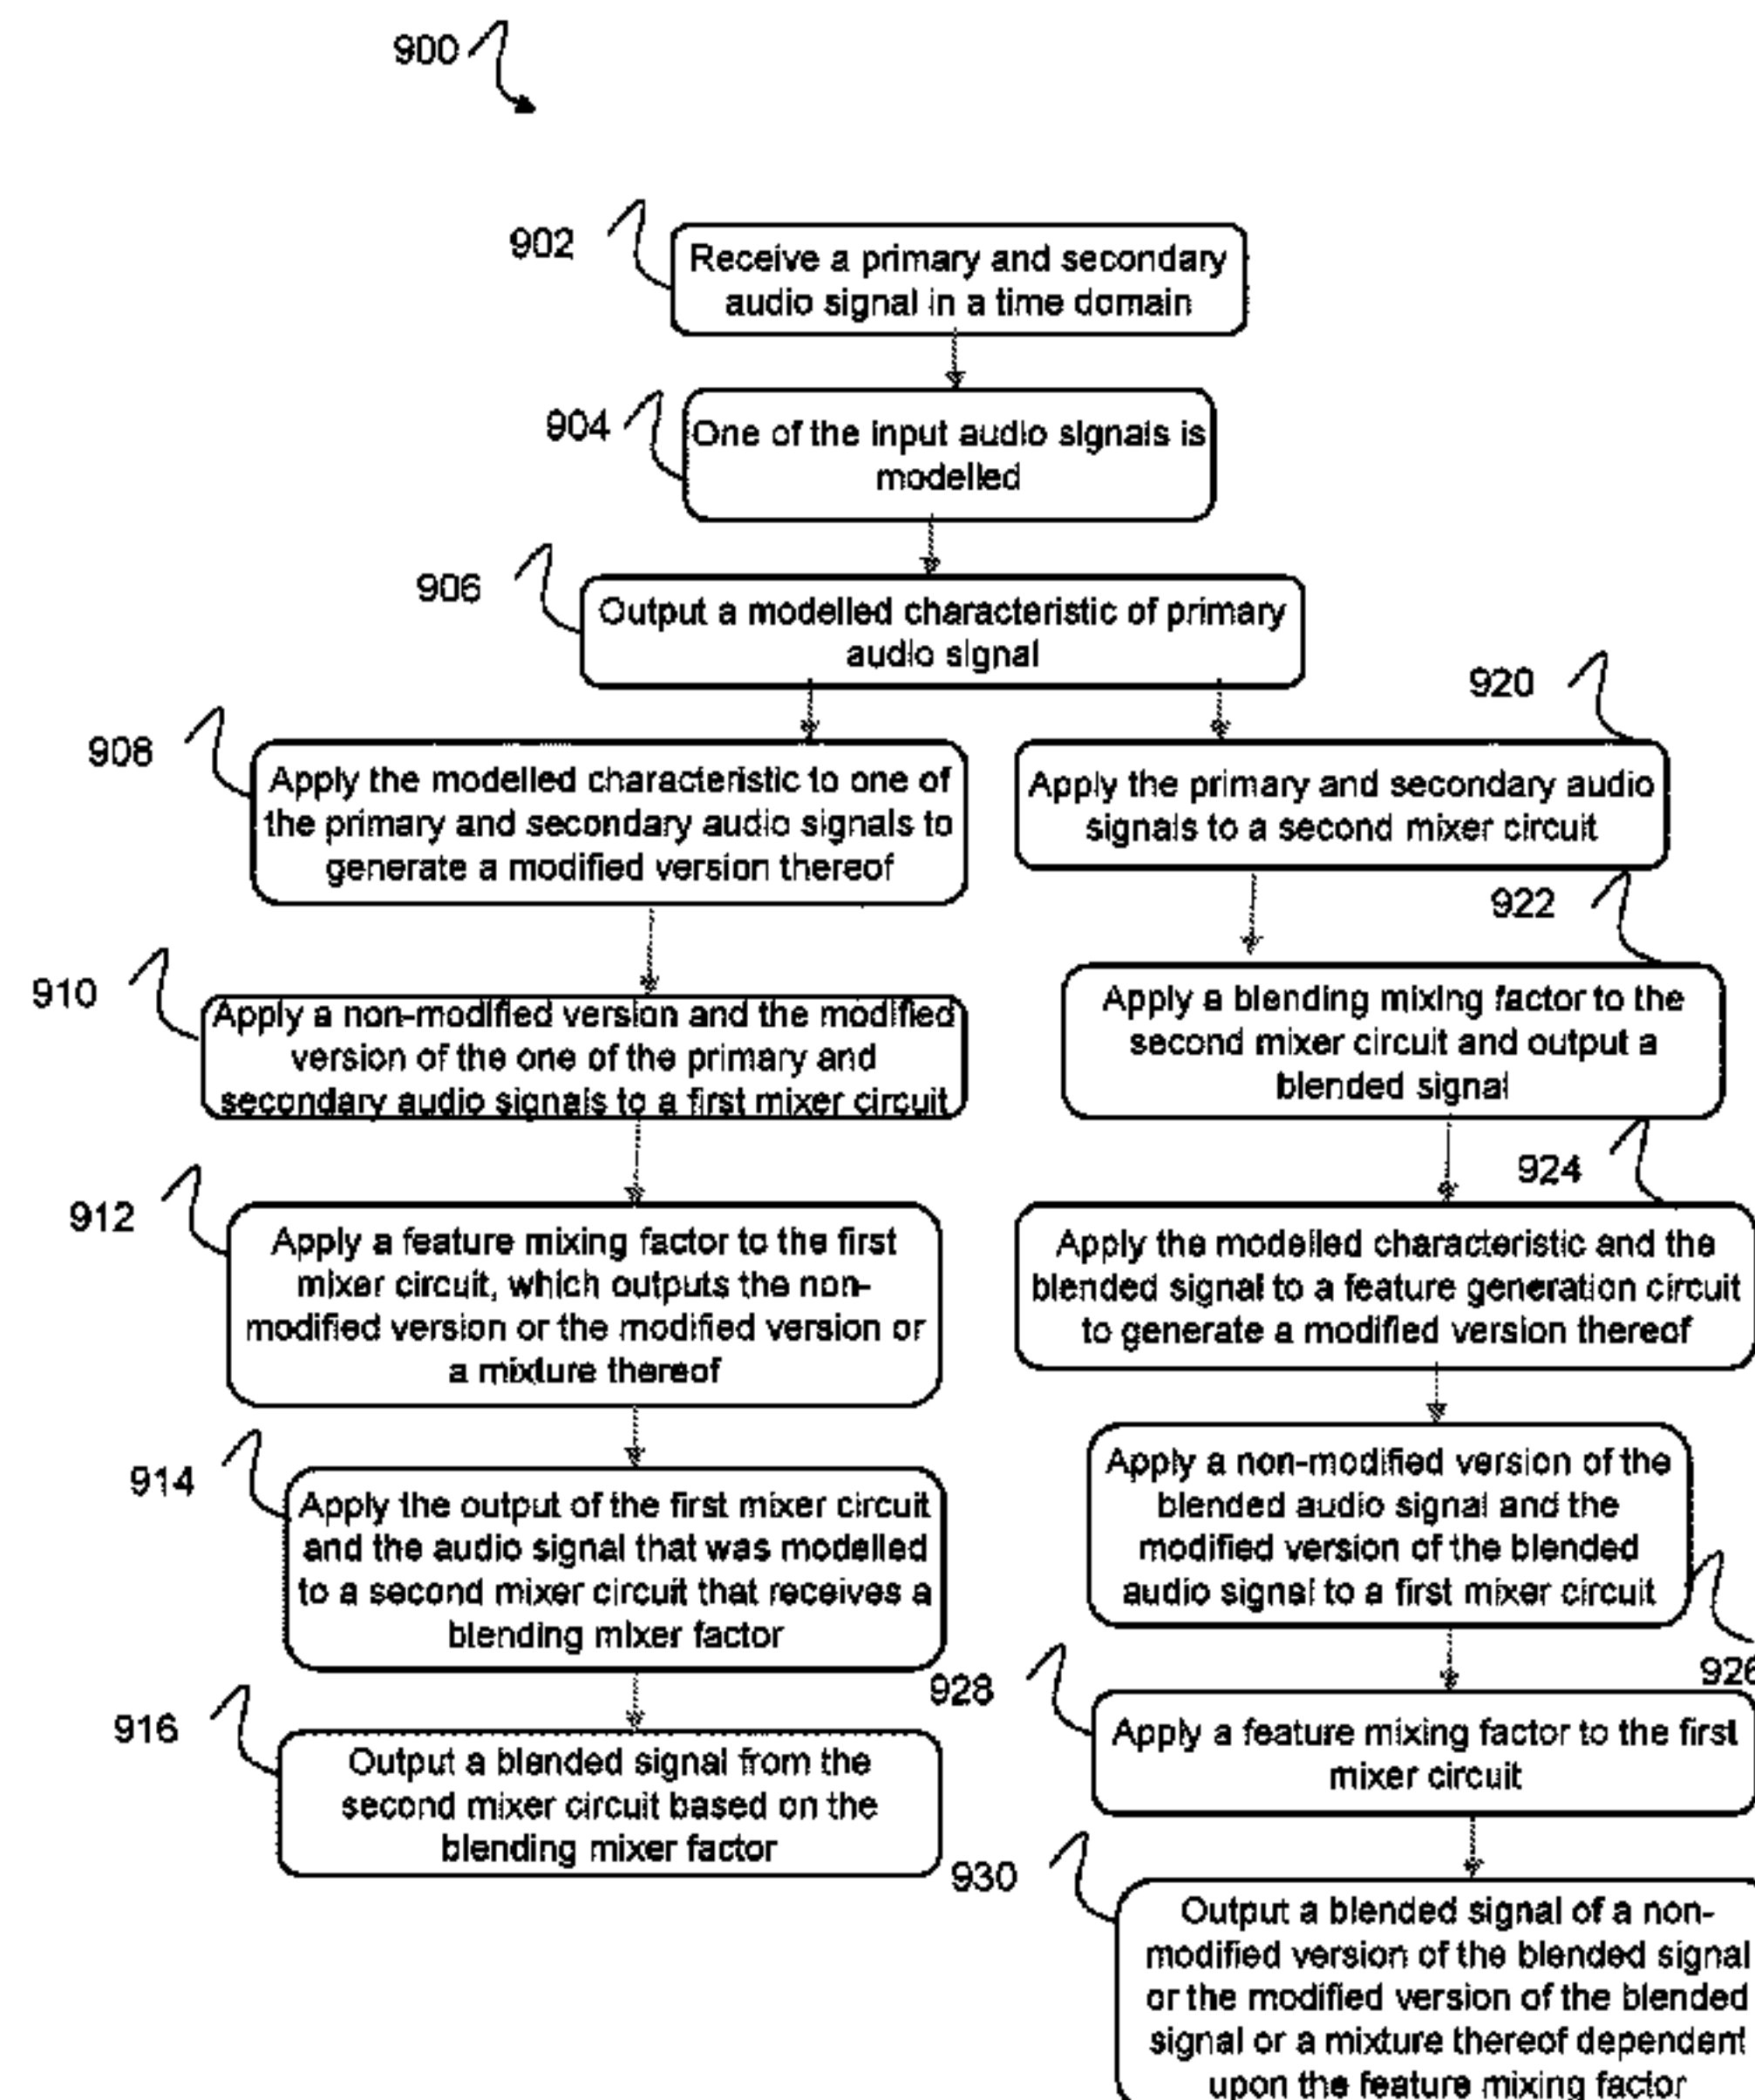 900
902
Receive a primary and secondary
audio signal in a time domain
904
One of the input audio signals is
modelled
906
Output a modelled characteristic of primary
audio signal
908
Apply the modelled characteristic to one of
the primary and secondary audio signals to
generate a modified version thereof
910
Apply a non-modified version and the modified
version of the one of the primary and
secondary audio signals to a first mixer circuit
912
Apply a feature mixing factor to the first
mixer circuit, which outputs the non-
modified version or the modified version or
a mixture thereof
914
Apply the output of the first mixer circuit
and the audio signal that was modelled
to a second mixer circuit that receives a
blending mixer factor
916
Output a blended signal from the
second mixer circuit based on the
blending mixer factor
920
Apply the primary and secondary audio
signals to a second mixer circuit
922
Apply a blending mixing factor to the
second mixer circuit and output a
blended signal
924
Apply the modelled characteristic and the
blended signal to a feature generation circuit
to generate a modified version thereof
Apply a non-modified version of the
blended audio signal and the
modified version of the blended
audio signal to a first mixer circuit
926
928
Apply a feature mixing factor to the first
mixer circuit
930
Output a blended signal of a non-
modified version of the blended signal
or the modified version of the blended
signal or a mixture thereof dependent
upon the feature mixing factor